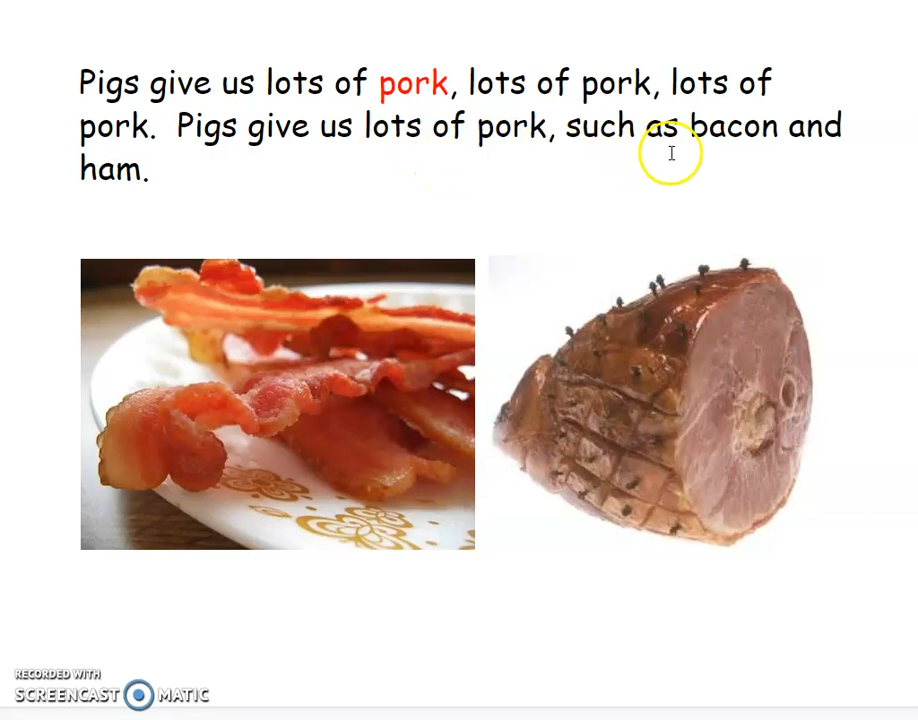 Pigs give us lots of pork, lots of pork, lots of
pork.  Pigs give us lots of pork, such as bacon and
ham.
RECORDED WITH
SCREENCAST MATIC